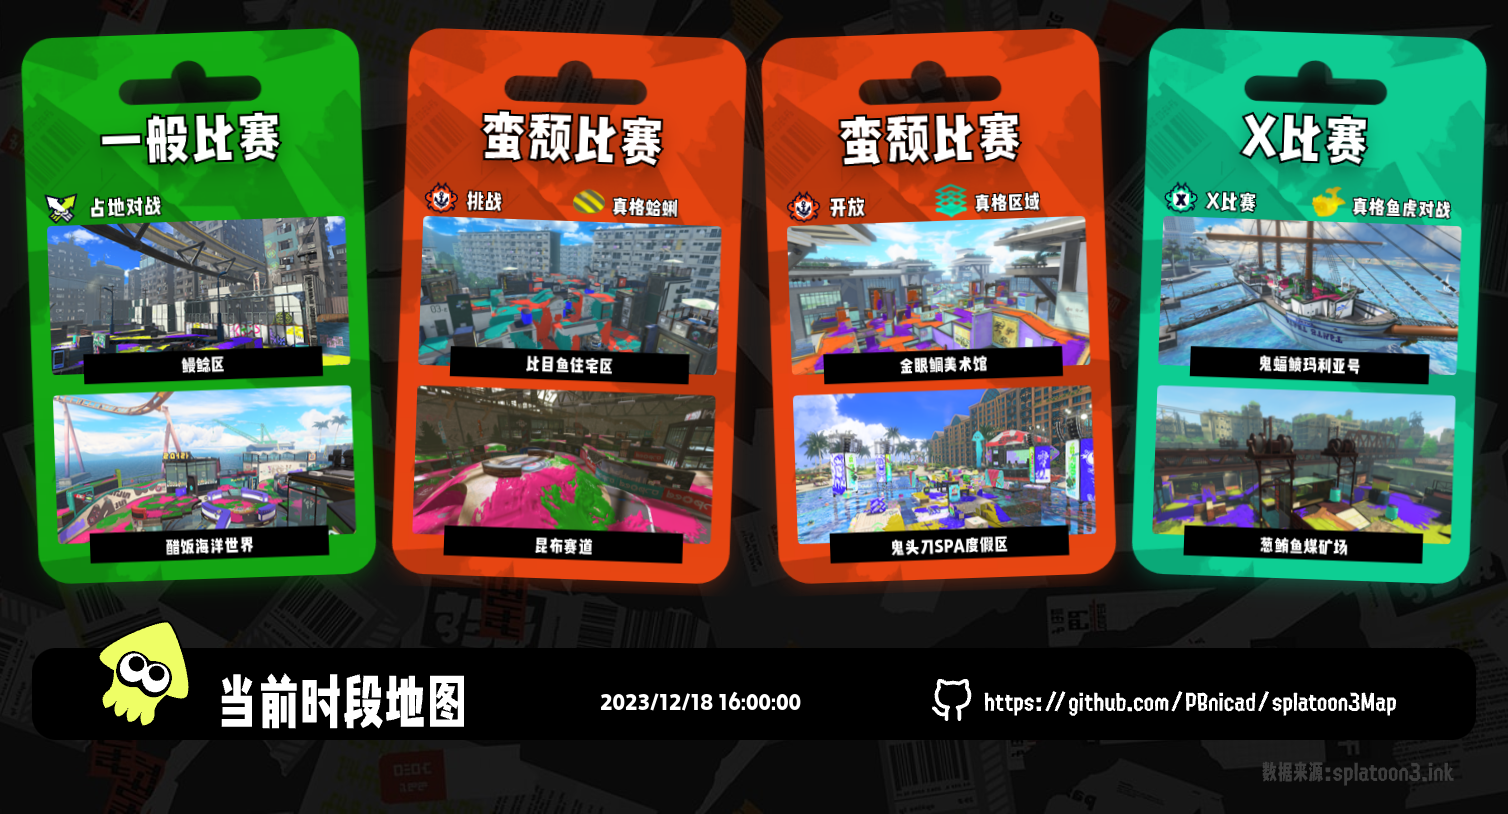 一般比赛
占地对战
鳗鲶区
醋饭海洋世界
蛮颓比赛
挑战
真格蛤蜊
比目鱼住宅区
昆布赛道
蛮颓比赛
开放
真格区域
金眼鲷美术馆
鬼头刀SPA度假区
X比赛
X比赛
真格鱼虎对战
鬼蝠鲼玛利亚号
葱鲔鱼煤矿场
当前时段地图
2023/12/18 16:00:00
https://github.com/PBnicad/splatoon3Map
数据来源:splatoon3.ink